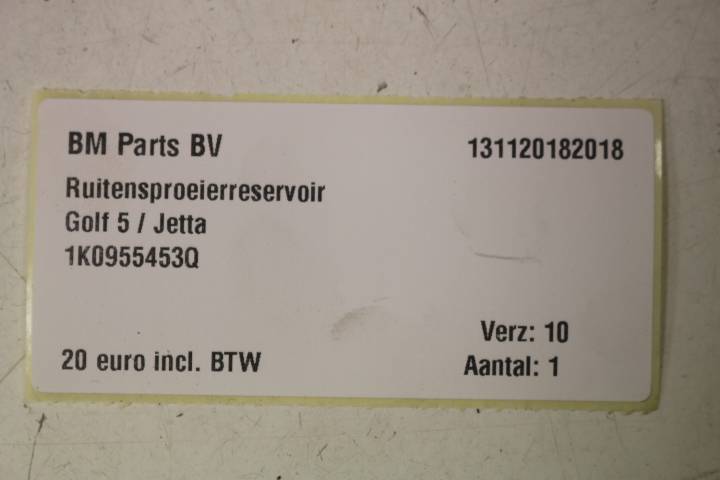 BM Parts BV 131120182018
Ruitensproeierreservoir
Golf 5 / Jetta
1K0955453Q
Verz: 10
20 euro incl. BTW Aantal: 1